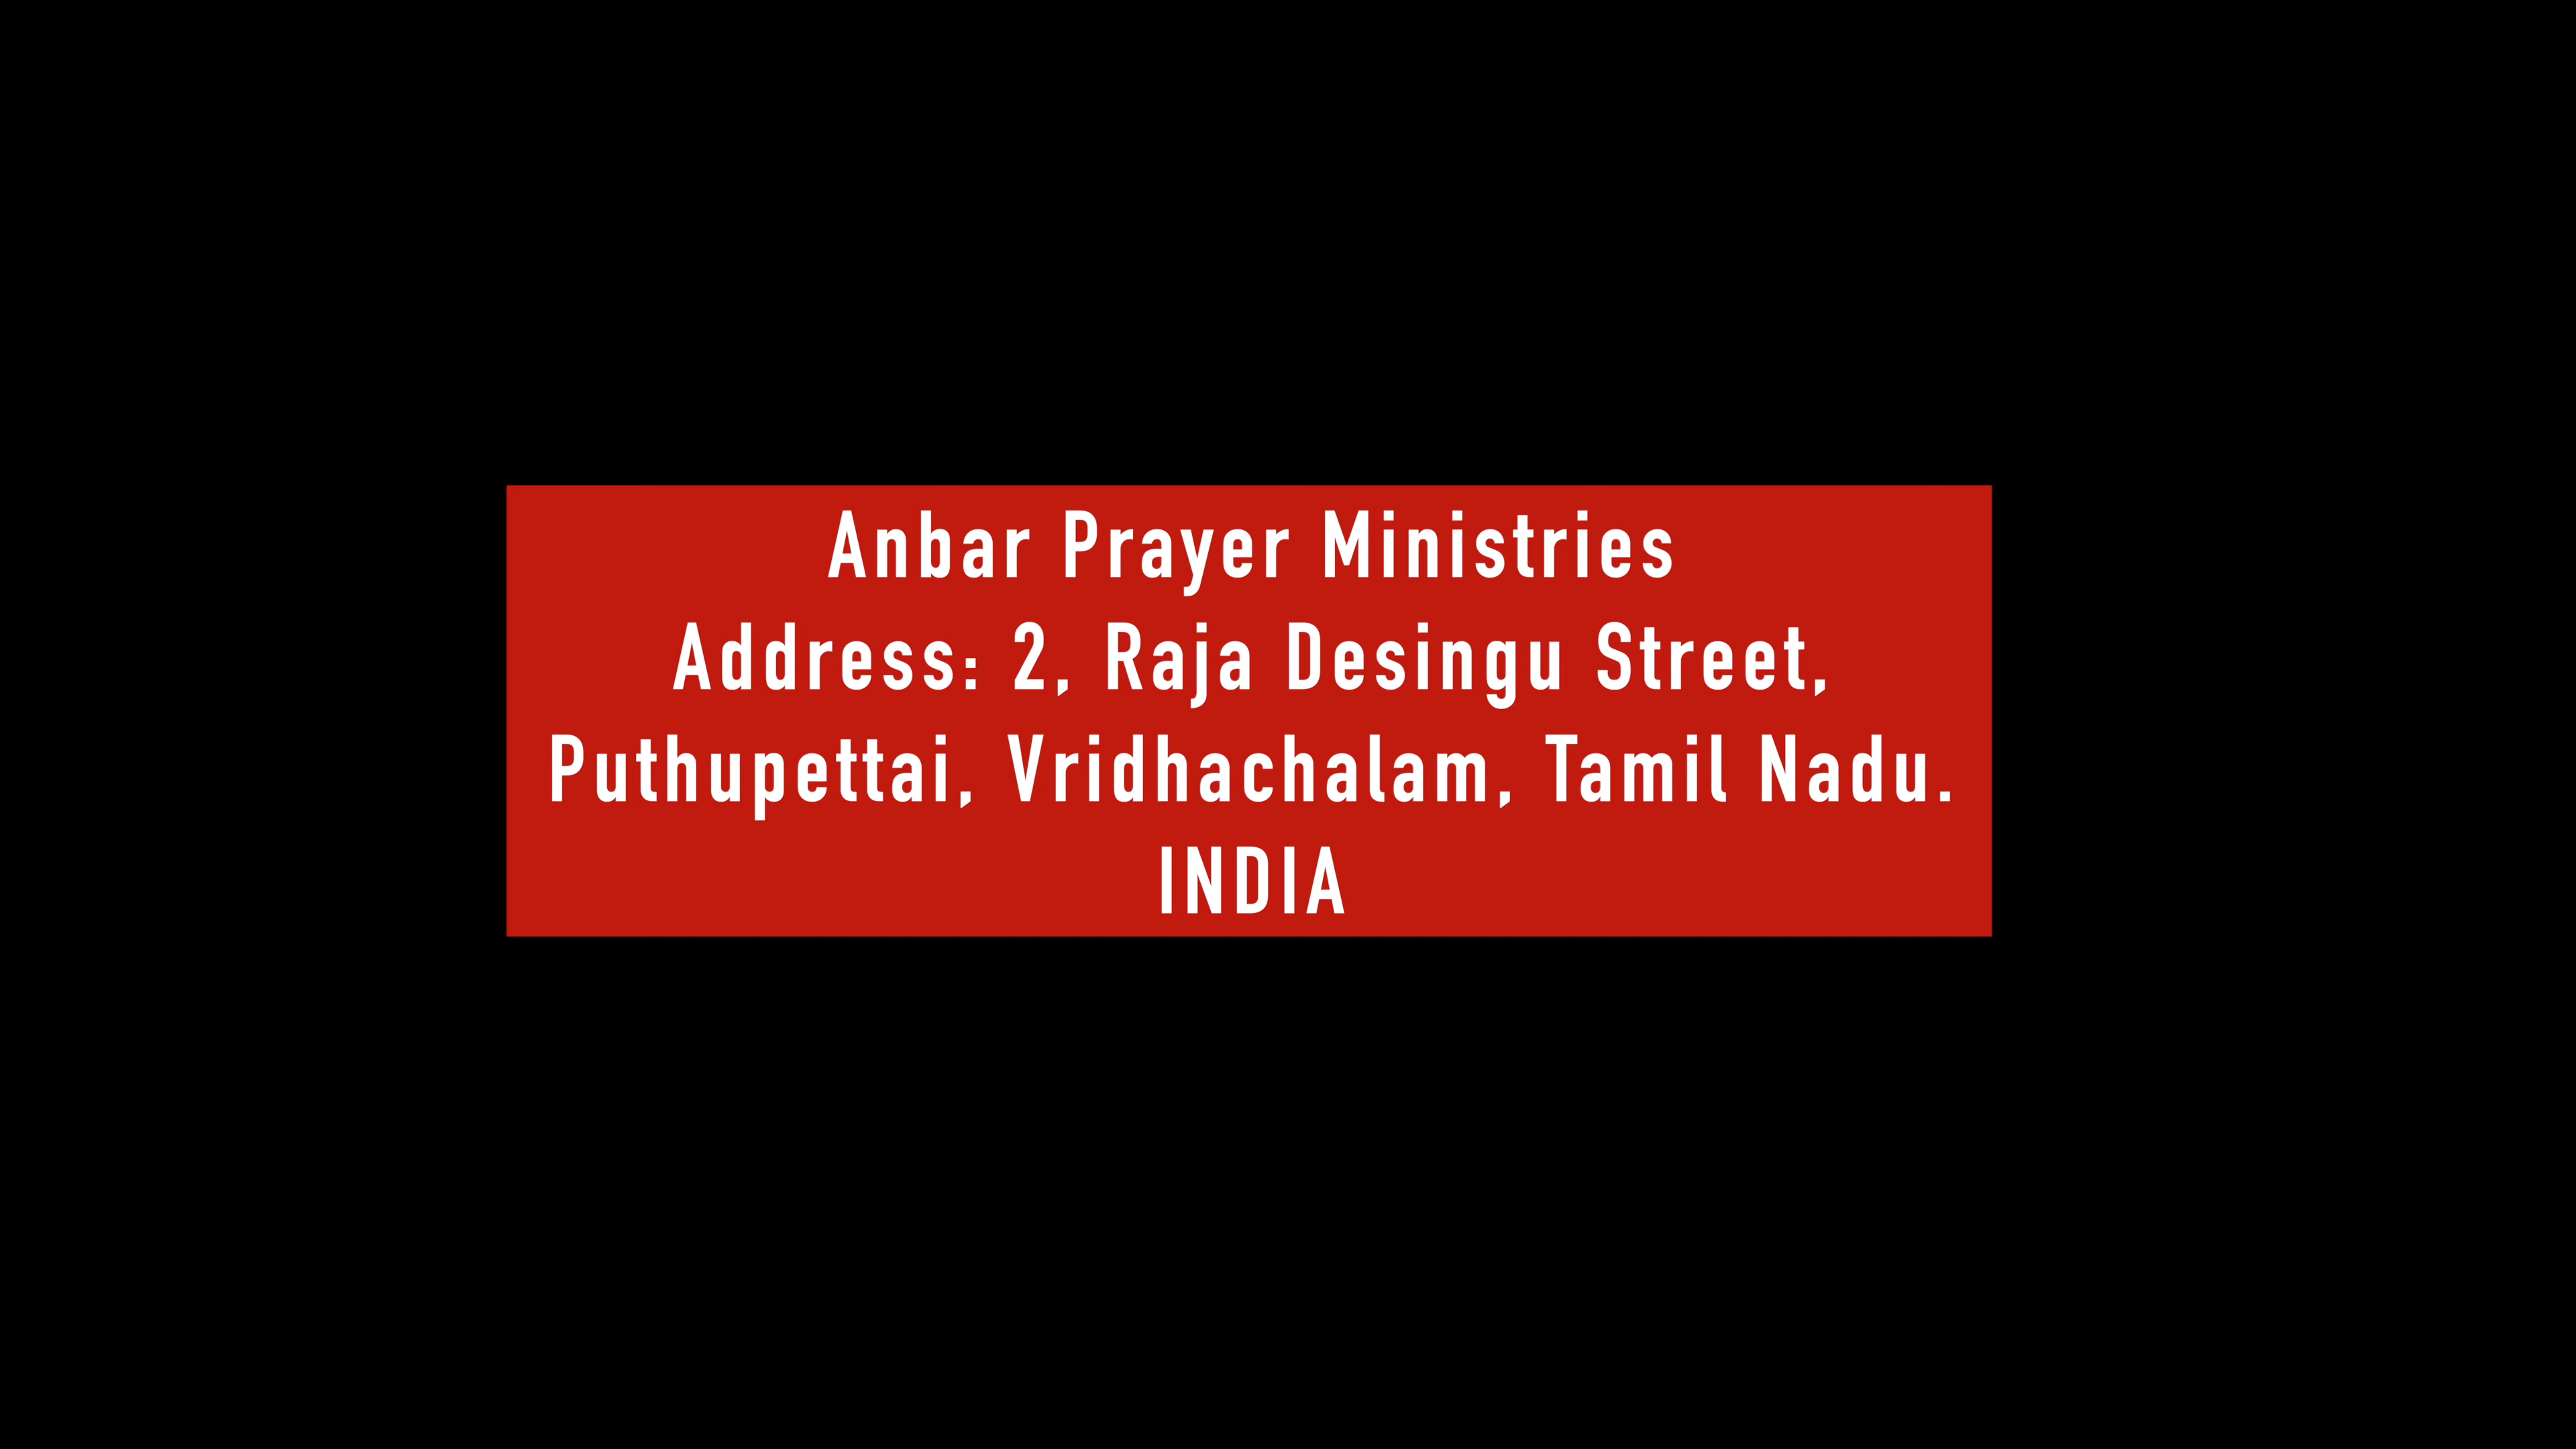 Anbar Prayer Ministries
Address: 2, Raja Desingu Street,
Puthupettai, Vridhachalam, Tamil Nadu.
INDIA